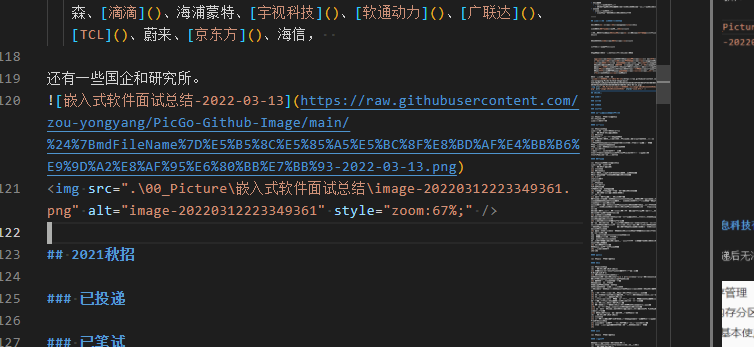 森、[滴滴]()、海浦蒙特、[宇视科技]()、[软通动力]()、[广联达]()、
[TCL]()、蔚来、[京东方]()、海信，
118
119 还有一些国企和研究所。
120 ![嵌入式软件面试总结-2022-03-13](https://raw.githubusercontent.com/
zou-yongyang/PicGo-Github-Image/main/
%24%7BmdFileName%7D%E5%B5%8C%E5%85%A5%E5%BC%8F%E8%BD%AF%E4%BB%B6%
E9%9D%A2%E8%AF%95%E6%80%BB%E7%BB%93-2022-03-13.png)
121 <img src=".\00_Picture\嵌入式软件面试总结\image-20220312223349361.
png" alt="image-20220312223349361" style="zoom:67%;" />
122
123 ## 2021秋招
124
125 ### 已投递
126
127 ### 已笔试
Pictur
-20220
息科技
递后无
管理
内存分区
基本使